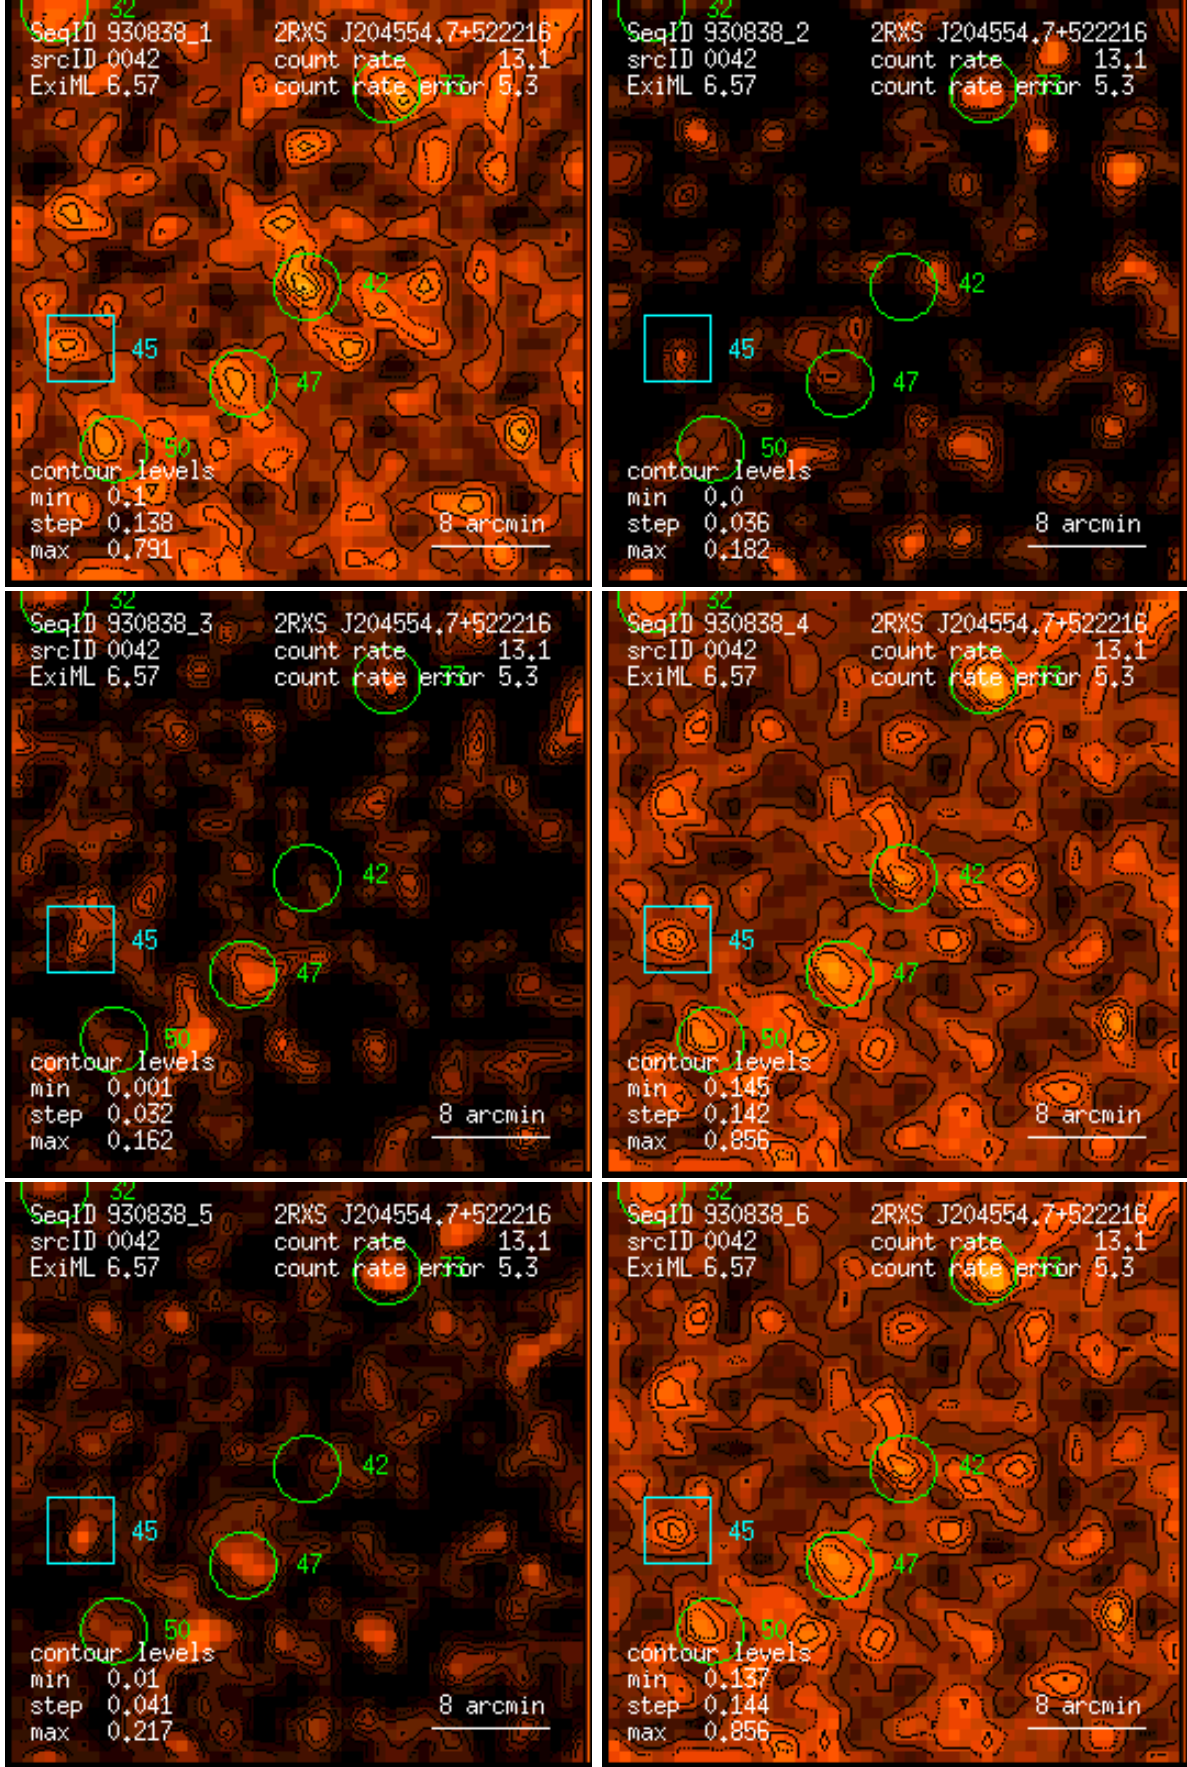 32
SeqID 930838_1 2RXS J204554.7+522216
srcID 0042 count rate 13.1
ExiML 6.57 count rate error 5.3
42
45
47
50
contour levels
min 0.1
step 0.138 8 arcmin
max 0.791
32
SeqID 930838_2 2RXS J204554.7+522216
srcID 0042 count rate 13.1
ExiML 6.57 count rate error 5.3
42
45
47
50
contour levels
min 0.0
step 0.036 8 arcmin
max 0.182
32
SeqID 930838_3 2RXS J204554.7+522216
srcID 0042 count rate 13.1
ExiML 6.57 count rate error 5.3
42
45
47
50
contour levels
min 0.001
step 0.032 8 arcmin
max 0.162
32
SeqID 930838_4 2RXS J204554.7+522216
srcID 0042 count rate 13.1
ExiML 6.57 count rate error 5.3
42
45
47
50
contour levels
min 0.145
step 0.142 8 arcmin
max 0.856
32
SeqID 930838_5 2RXS J204554.7+522216
srcID 0042 count rate 13.1
ExiML 6.57 count rate error 5.3
42
45
47
50
contour levels
min 0.01
step 0.041 8 arcmin
max 0.217
32
SeqID 930838_6 2RXS J204554.7+522216
srcID 0042 count rate 13.1
ExiML 6.57 count rate error 5.3
42
45
47
50
contour levels
min 0.137
step 0.144 8 arcmin
max 0.856